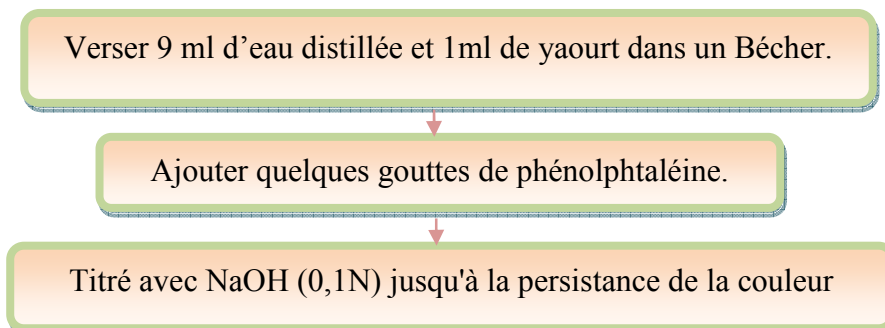 Verser 9 ml d’eau distillée et 1ml de yaourt dans un Bécher.
Ajouter quelques gouttes de phénolphtaléine.
Titré avec NaOH (0,1N) jusqu'à la persistance de la couleur